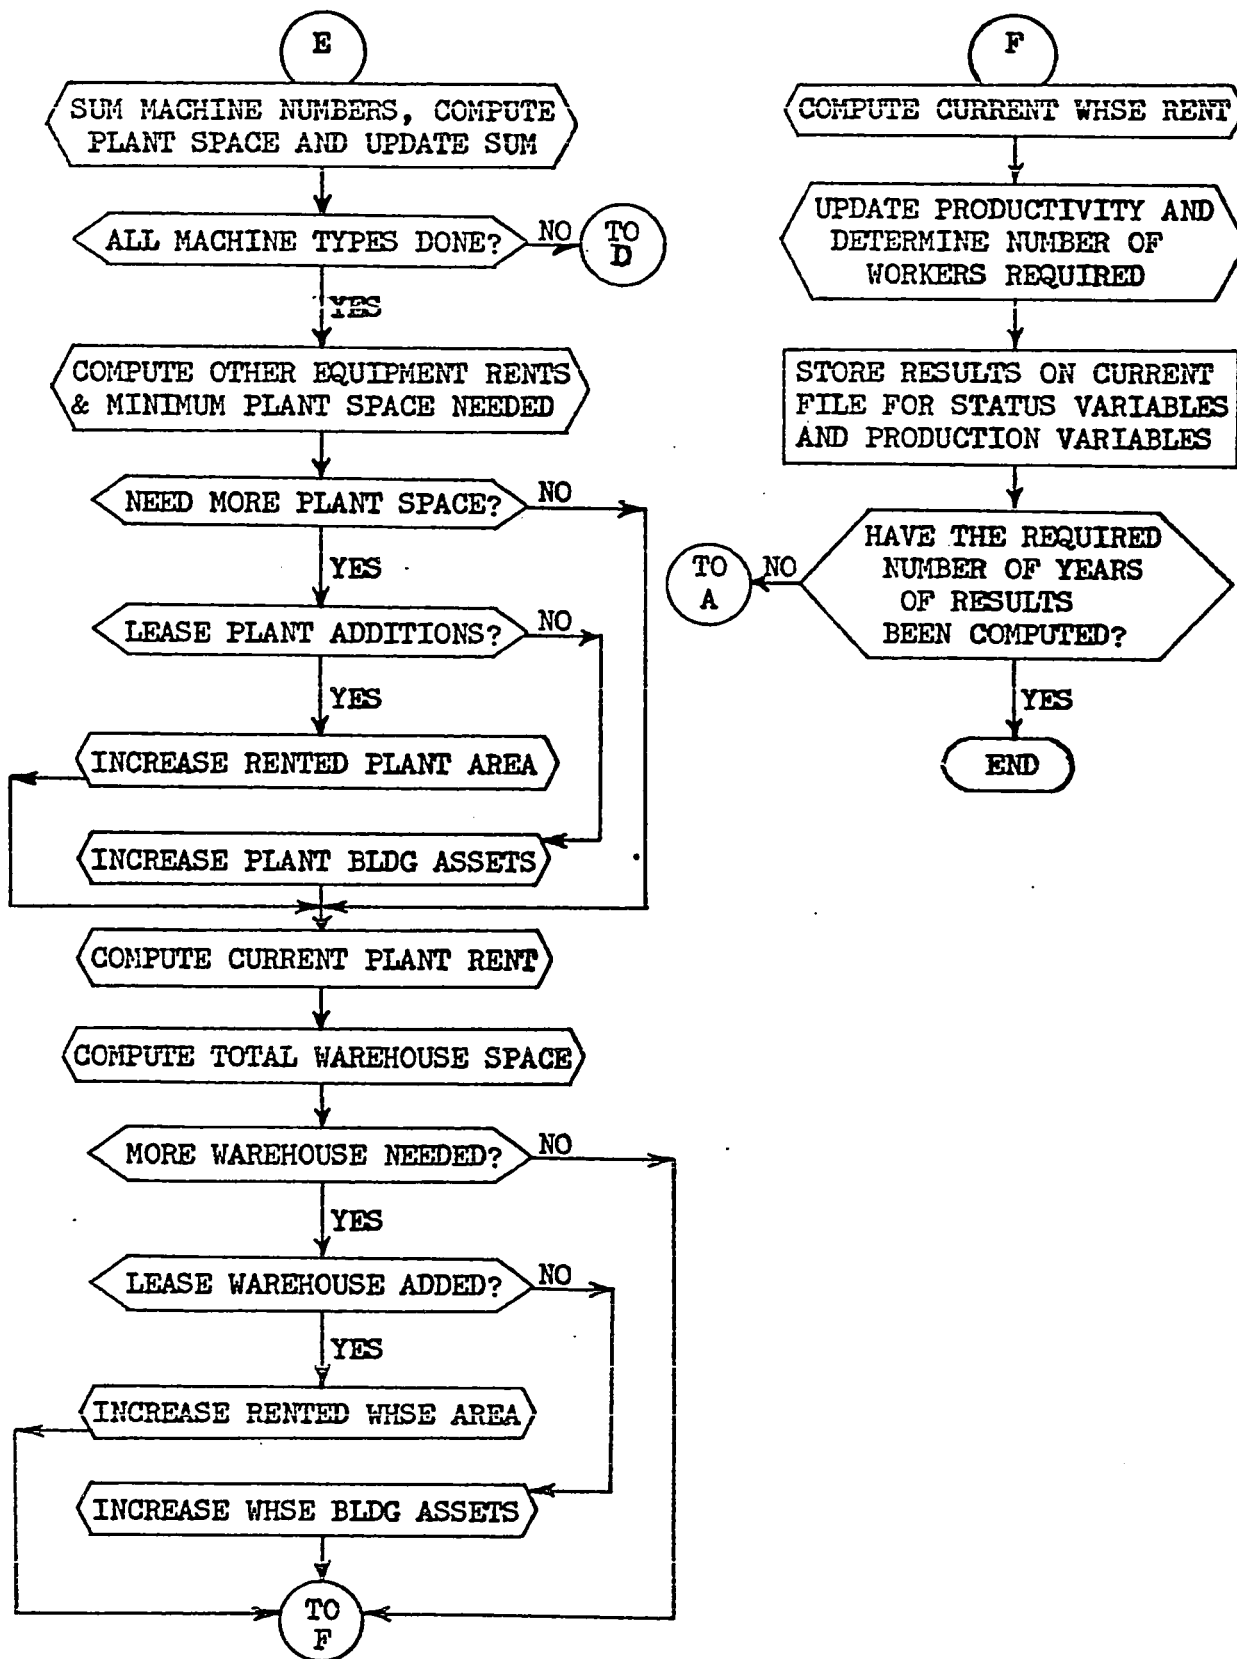 E
SUM MACHINE NUMBERS, COMPUTE
PLANT SPACE AND UPDATE SUM
ALL MACHINE TYPES DONE?
NO
TO
D
YES
COMPUTE OTHER EQUIPMENT RENTS
& MINIMUM PLANT SPACE NEEDED
NEED MORE PLANT SPACE?
NO
YES
LEASE PLANT ADDITIONS?
NO
YES
INCREASE RENTED PLANT AREA
INCREASE PLANT BLDG ASSETS
COMPUTE CURRENT PLANT RENT
COMPUTE TOTAL WAREHOUSE SPACE
MORE WAREHOUSE NEEDED?
NO
YES
LEASE WAREHOUSE ADDED?
NO
YES
INCREASE RENTED WHSE AREA
INCREASE WHSE BLDG ASSETS
TO
F
F
COMPUTE CURRENT WHSE RENT
UPDATE PRODUCTIVITY AND
DETERMINE NUMBER OF
WORKERS REQUIRED
STORE RESULTS ON CURRENT
FILE FOR STATUS VARIABLES
AND PRODUCTION VARIABLES
HAVE THE REQUIRED
NUMBER OF YEARS
OF RESULTS
BEEN COMPUTED?
NO
TO
A
YES
END